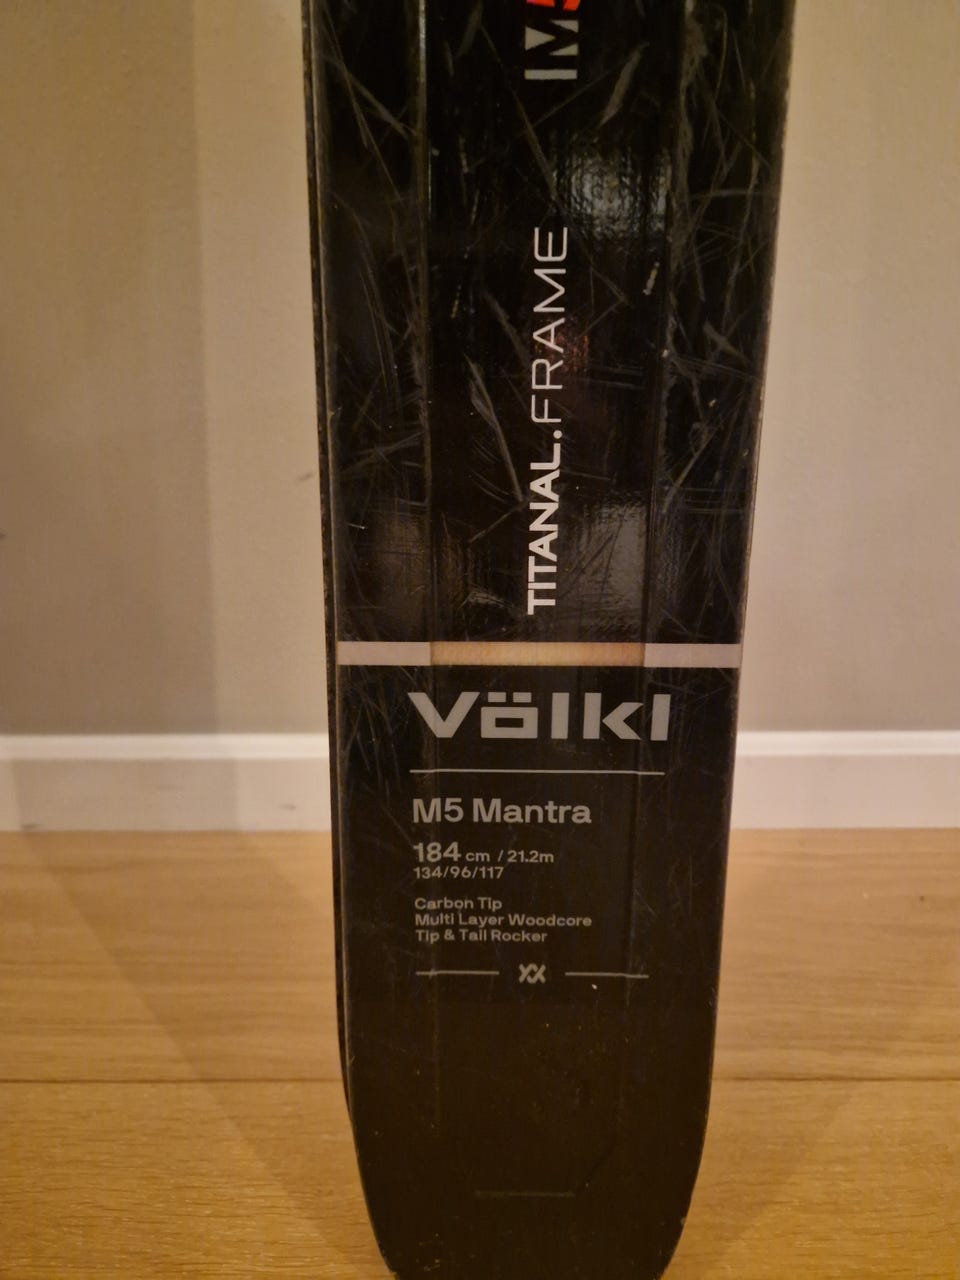 TITANAL.FRAME
Völkl
M5 Mantra
184 cm / 21.2m
134/96/117
Carbon Tip
Multi Layer Woodcore
Tip & Tail Rocker